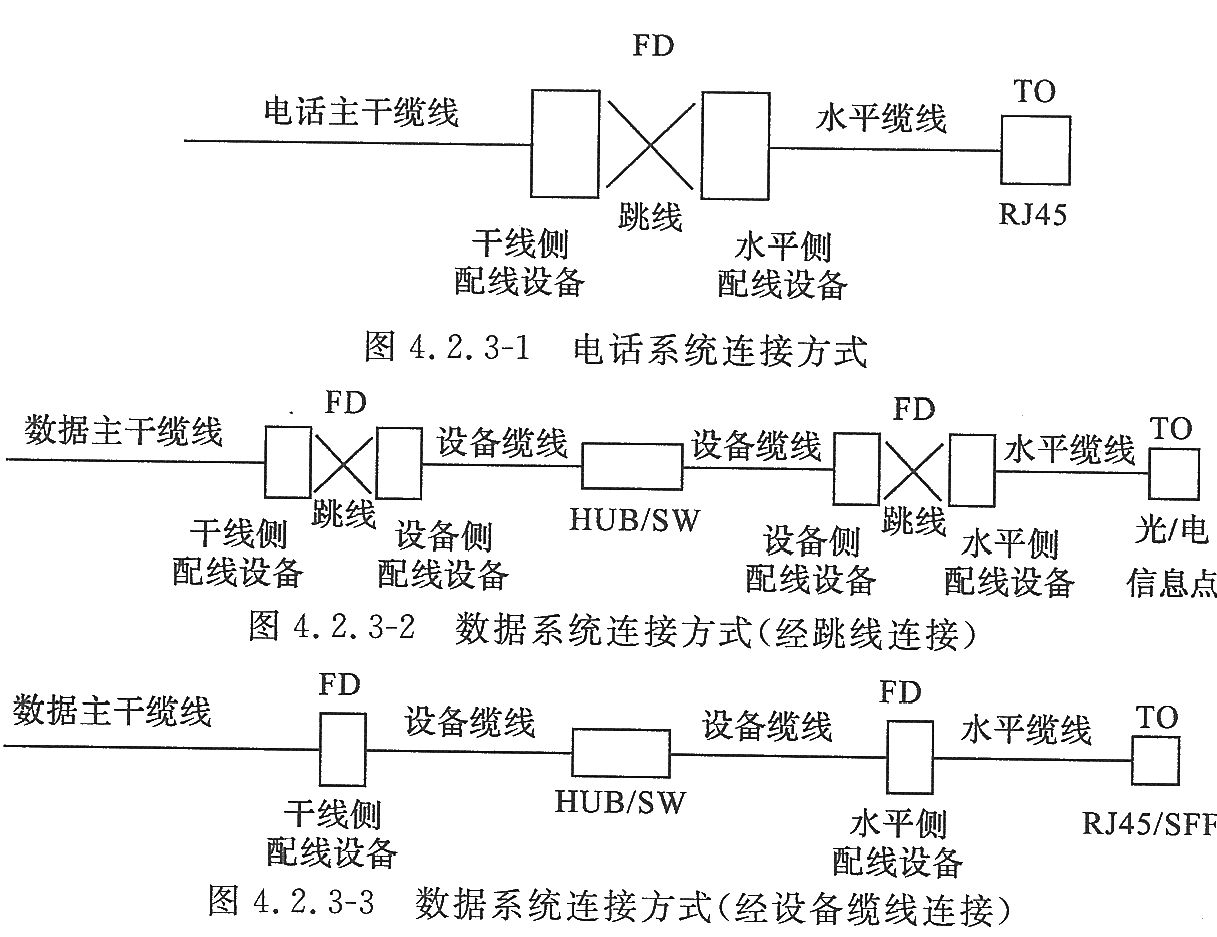 FD
电话主干缆线 水平缆线 TO
跳线 RJ45
干线侧 水平侧
配线设备 配线设备
图 4.2.3-1 电话系统连接方式
FD FD
数据主干缆线 设备缆线 设备缆线 水平缆线 TO
跳线 HUB/SW 跳线 光/电
干线侧 设备侧 设备侧 水平侧
配线设备 配线设备 配线设备 配线设备 信息点
图 4.2.3-2 数据系统连接方式(经跳线连接)
FD FD
数据主干缆线 设备缆线 设备缆线 水平缆线 TO
HUB/SW
干线侧 水平侧 RJ45/SFF
配线设备 配线设备
图 4.2.3-3 数据系统连接方式(经设备缆线连接)